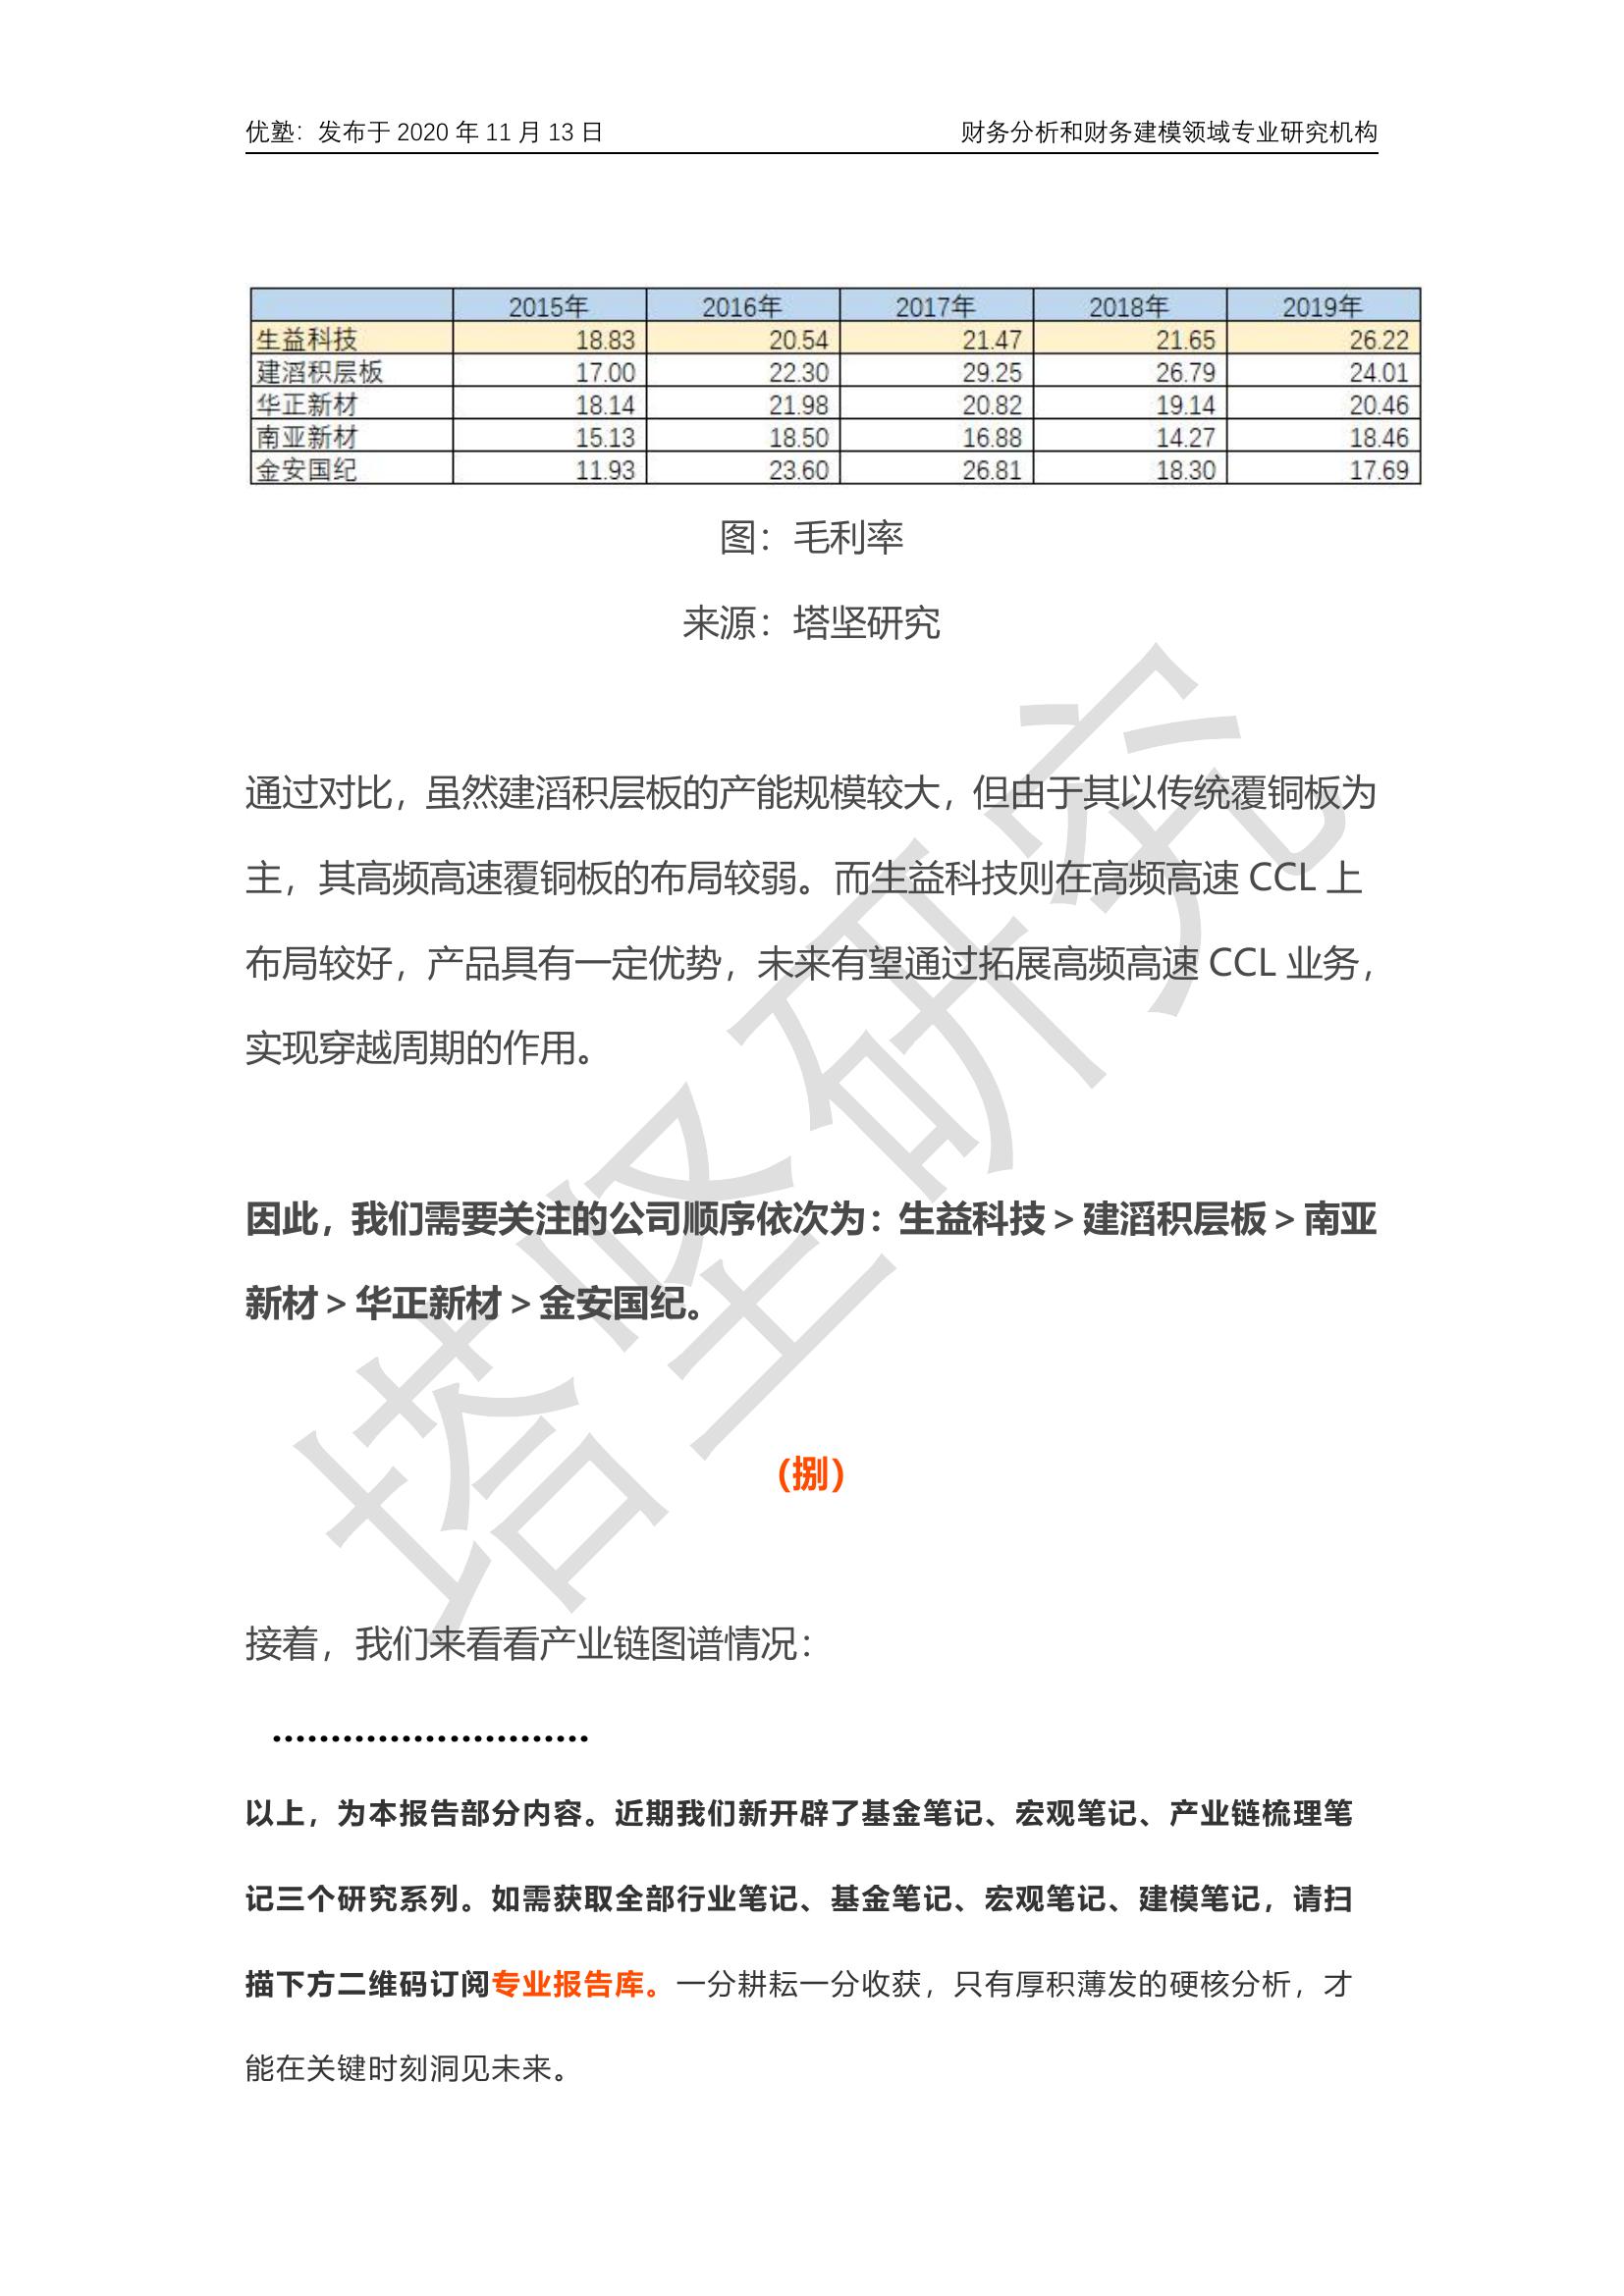 优塾：发布于 2020 年 11 月 13 日 财务分析和财务建模领域专业研究机构
2015年 2016年 2017年 2018年 2019年
生益科技 18.83 20.54 21.47 21.65 26.22
建滔积层板 17.00 22.30 29.25 26.79 24.01
华正新材 18.14 21.98 20.82 19.14 20.46
南亚新材 15.13 18.50 16.88 14.27 18.46
金安国纪 11.93 23.60 26.81 18.30 17.69
图：毛利率
来源：塔坚研究
通过对比，虽然建滔积层板的产能规模较大，但由于其以传统覆铜板为
主，其高频高速覆铜板的布局较弱。而生益科技则在高频高速 CCL 上
布局较好，产品具有一定优势，未来有望通过拓展高频高速 CCL 业务，
实现穿越周期的作用。
因此，我们需要关注的公司顺序依次为：生益科技 > 建滔积层板 > 南亚
新材 > 华正新材 > 金安国纪。
(捌)
接着，我们来看看产业链图谱情况：
………………………
以上，为本报告部分内容。近期我们新开辟了基金笔记、宏观笔记、产业链梳理笔
记三个研究系列。如需获取全部行业笔记、基金笔记、宏观笔记、建模笔记，请扫
描下方二维码订阅专业报告库。一分耕耘一分收获，只有厚积薄发的硬核分析，才
能在关键时刻洞见未来。
塔坚研究